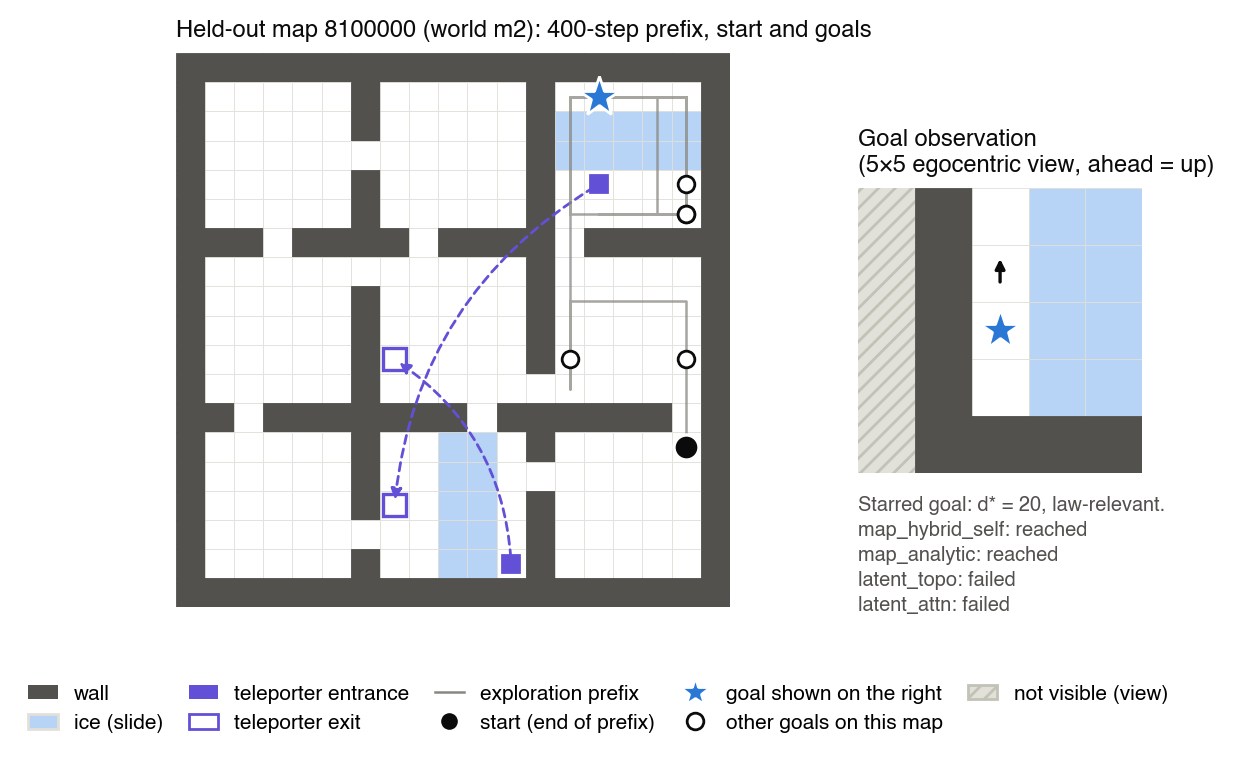 Held-out map 8100000 (world m2): 400-step prefix, start and goals
Goal observation
(5×5 egocentric view, ahead = up)
Starred goal: d* = 20, law-relevant.
map_hybrid_self: reached
map_analytic: reached
latent_topo: failed
latent_attn: failed
wall
teleporter entrance
exploration prefix
goal shown on the right
not visible (view)
ice (slide)
teleporter exit
start (end of prefix)
other goals on this map